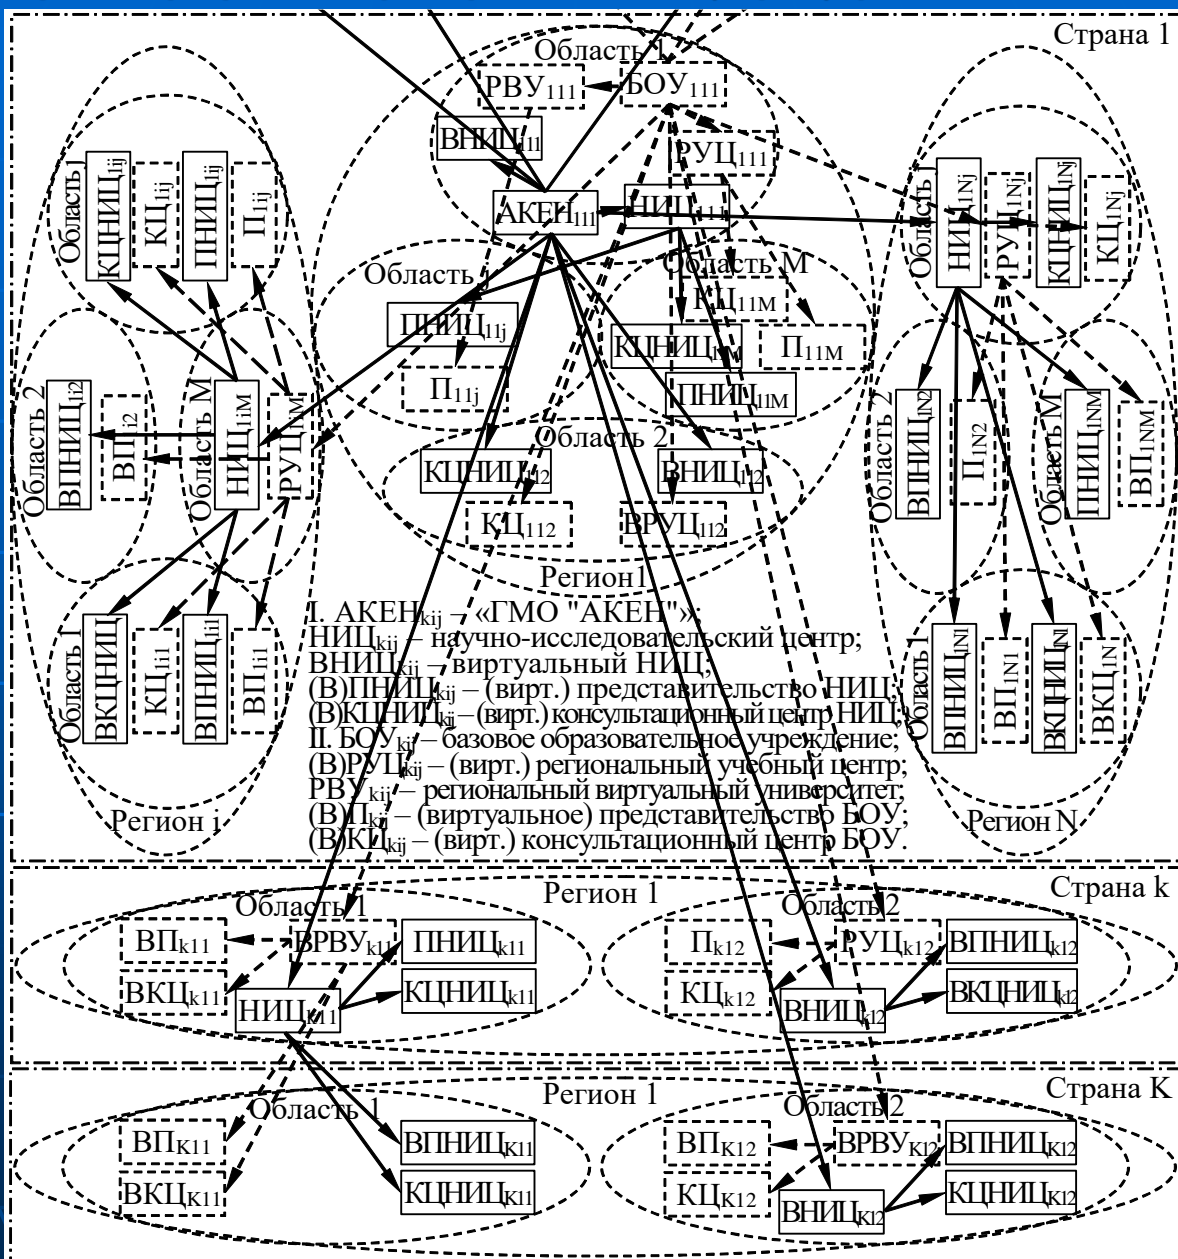 Страна 1
Область 1
РВУ111
БОУ111
ВНИЦ111
РУЦ111
АКЕН111
НИЦ111
Область j
ПНИЦ11j
П11j
Область M
КЦ11M
КЦНИЦ1NM
П11M
ПНИЦ11M
Область 2
КЦНИЦ112
ВНИЦ112
КЦ112
ВРУЦ112
Регион1
Область j
КЦНИЦ1ij
КЦ1ij
ПНИЦ1ij
П1ij
Область 2
ВПНИЦ1i2
ВП1i2
Область M
НИЦ1iM
РУЦ1iM
Область 1
ВКЦНИЦ
КЦ1i1
ВПНИЦ1i1
ВП1i1
Регион i
Область j
НИЦ1Nj
РУЦ1Nj
КЦНИЦ1Nj
КЦ1Nj
Область 2
ВПНИЦ1N2
П1N2
Область M
ПНИЦ1NM
ВП1NM
Область 1
ВПНИЦ1N1
ВП1N1
ВКЦНИЦ1N1
ВКЦ1N
Регион N
I. АКЕНkij – «ГМО "АКЕН"»;
НИЦkij – научно-исследовательский центр;
ВНИЦkij – виртуальный НИЦ;
(В)ПНИЦkij – (вирт.) представительство НИЦ;
(В)КЦНИЦkij – (вирт.) консультационный центр НИЦ;
II. БОУkij – базовое образовательное учреждение;
(В)РУЦkij – (вирт.) региональный учебный центр;
РВУkij – региональный виртуальный университет;
(В)Пkij – (виртуальное) представительство БОУ;
(В)КЦkij – (вирт.) консультационный центр БОУ.
Страна k
Регион 1
Область 1
ВПk11
ВРВУk11
ПНИЦk11
ВКЦk11
НИЦk11
КЦНИЦk11
Область 2
Пk12
РУЦk12
ВПНИЦk12
КЦk12
ВНИЦk12
ВКЦНИЦk12
Страна K
Регион 1
Область 1
ВПK11
ВПНИЦK11
ВКЦK11
КЦНИЦK11
Область 2
ВПK12
ВРВУK12
ВПНИЦK12
КЦK12
ВНИЦK12
КЦНИЦK12